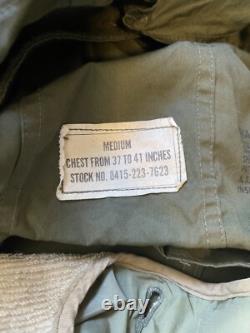 MEDIUM
CHEST FROM 37 TO 41 INCHES
STOCK NO. 8415-223-7623